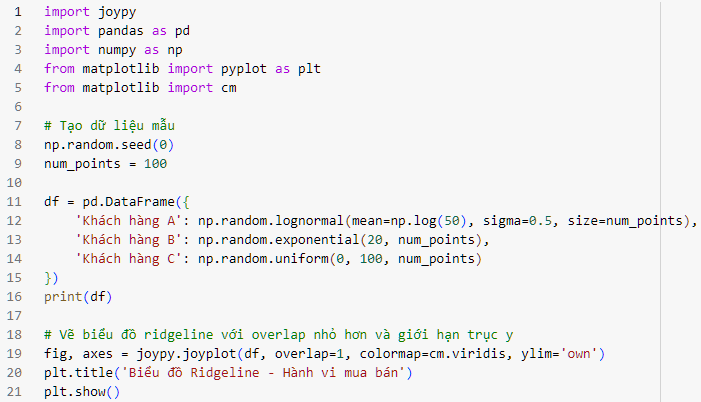 1 import joypy
2 import pandas as pd
3 import numpy as np
4 from matplotlib import pyplot as plt
5 from matplotlib import cm
6
7 # Tạo dữ liệu mẫu
8 np.random.seed(0)
9 num_points = 100
10
11 df = pd.DataFrame({
12     'Khách hàng A': np.random.lognormal(mean=np.log(50), sigma=0.5, size=num_points),
13     'Khách hàng B': np.random.exponential(20, num_points),
14     'Khách hàng C': np.random.uniform(0, 100, num_points)
15 })
16 print(df)
17
18 # Vẽ biểu đồ ridgeline với overlap nhỏ hơn và giới hạn trục y
19 fig, axes = joypy.joyplot(df, overlap=1, colormap=cm.viridis, ylim='own')
20 plt.title('Biểu đồ Ridgeline - Hành vi mua bán')
21 plt.show()